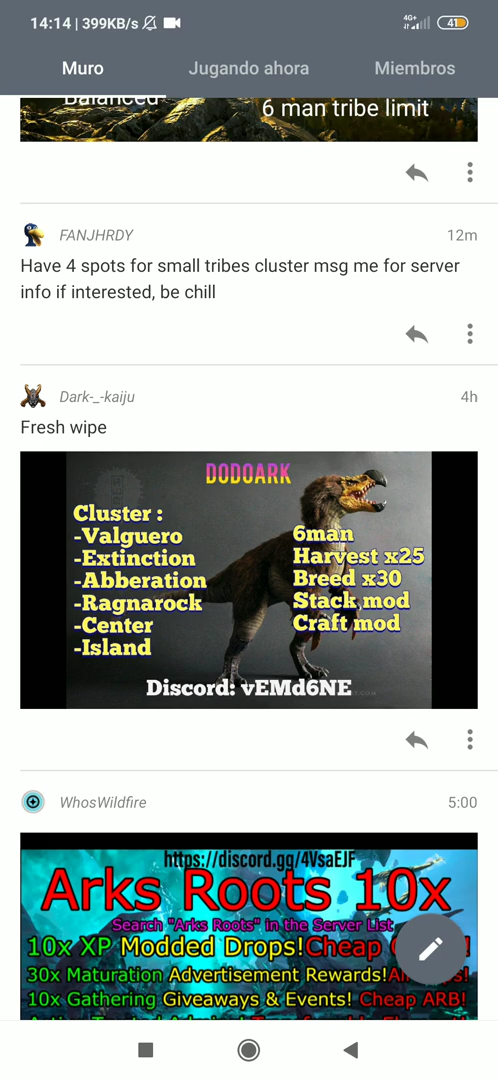 14:14 | 399KB/s
4G+
41
Muro
Jugando ahora
Miembros
Balanced
6 man tribe limit
FANJHRDY
12m
Have 4 spots for small tribes cluster msg me for server
info if interested, be chill
Dark-_-kaiju
4h
Fresh wipe
DODOARK
Cluster :
-Valguero
-Extinction
-Abberation
-Ragnarock
-Center
-Island
6man
Harvest x25
Breed x30
Stack mod
Craft mod
Discord: vEMd6NE
WhosWildfire
5:00
https://discord.gg/4VsaEJF
Arks Roots 10x
Search "Arks Roots" in the Server List
10x XP Modded Drops! Cheap
30x Maturation Advertisement Rewards!
10x Gathering Giveaways & Events! Cheap ARB!